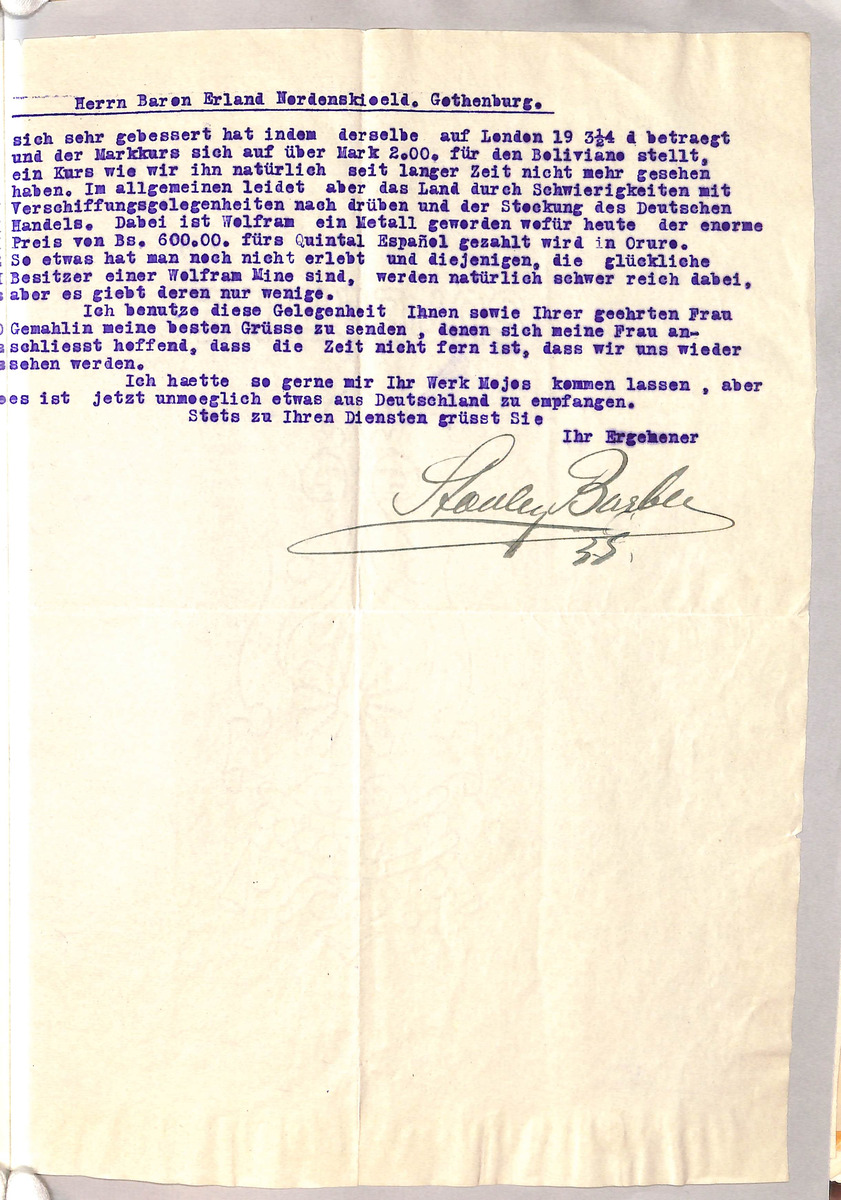 Herrn Baron Erland Nordenskioeld. Gothenburg.
sich sehr gebessert hat indem derselbe auf London 19 3½4 d betraegt
und der Markkurs sich auf über Mark 2.00. für den Boliviano stellt,
ein Kurs wie wir ihn natürlich seit langer Zeit nicht mehr gesehen
haben. Im allgemeinen leidet aber das Land durch Schwierigkeiten mit
Verschiffungsgelegenheiten nach drüben und der Stockung des Deutschen
Handels. Dabei ist Wolfram ein Metall geworden wofür heute der enorme
Preis von Bs. 600.00. fürs Quintal Español gezahlt wird in Oruro.
So etwas hat man noch nicht erlebt und diejenigen, die glückliche
Besitzer einer Wolfram Mine sind, werden natürlich schwer reich dabei,
aber es giebt deren nur wenige.
Ich benutze diese Gelegenheit Ihnen sowie Ihrer geehrten Frau
Gemahlin meine besten Grüsse zu senden , denen sich meine Frau an-
schliesst hoffend, dass die Zeit nicht fern ist, dass wir uns wieder
sehen werden.
Ich haette so gerne mir Ihr Werk Mojos kommen lassen , aber
es ist jetzt unmoeglich etwas aus Deutschland zu empfangen.
Stets zu Ihren Diensten grüsst Sie
Ihr Ergebener
Stanley Barber